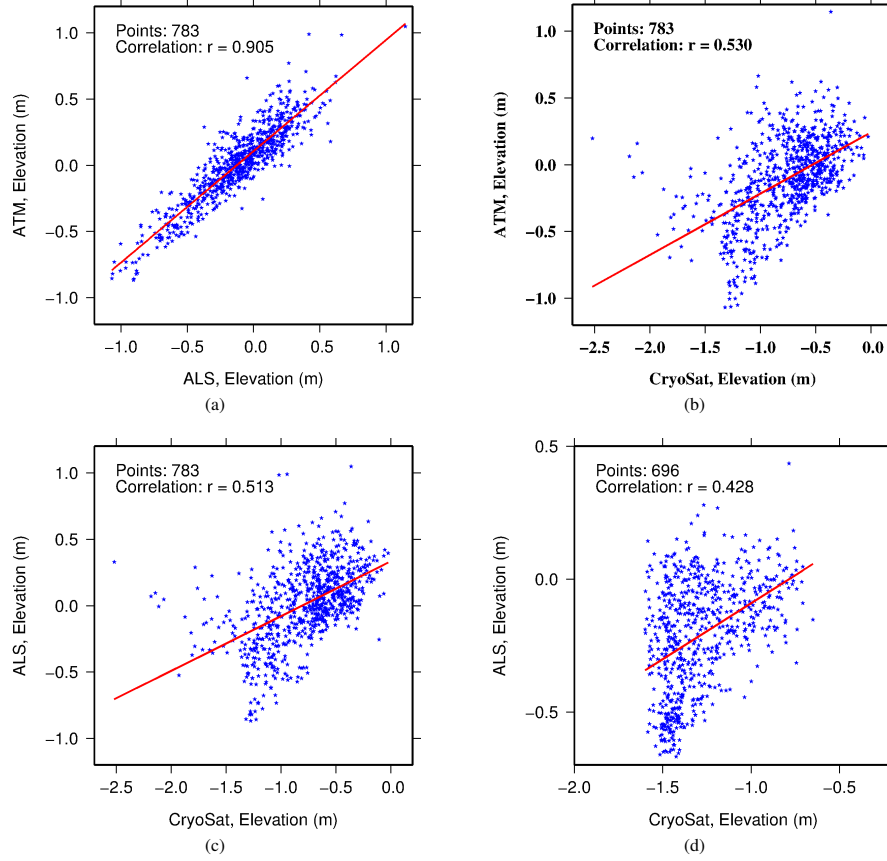 Points: 783
Correlation: r = 0.905
1.0
0.5
0.0
−0.5
−1.0
ATM, Elevation (m)
−1.0 −0.5 0.0 0.5 1.0
ALS, Elevation (m)
(a)
Points: 783
Correlation: r = 0.530
1.0
0.5
0.0
−0.5
−1.0
ATM, Elevation (m)
−2.5 −2.0 −1.5 −1.0 −0.5 0.0
CryoSat, Elevation (m)
(b)
Points: 783
Correlation: r = 0.513
1.0
0.5
0.0
−0.5
−1.0
ALS, Elevation (m)
−2.5 −2.0 −1.5 −1.0 −0.5 0.0
CryoSat, Elevation (m)
(c)
Points: 696
Correlation: r = 0.428
0.5
0.0
−0.5
ALS, Elevation (m)
−2.0 −1.5 −1.0 −0.5
CryoSat, Elevation (m)
(d)